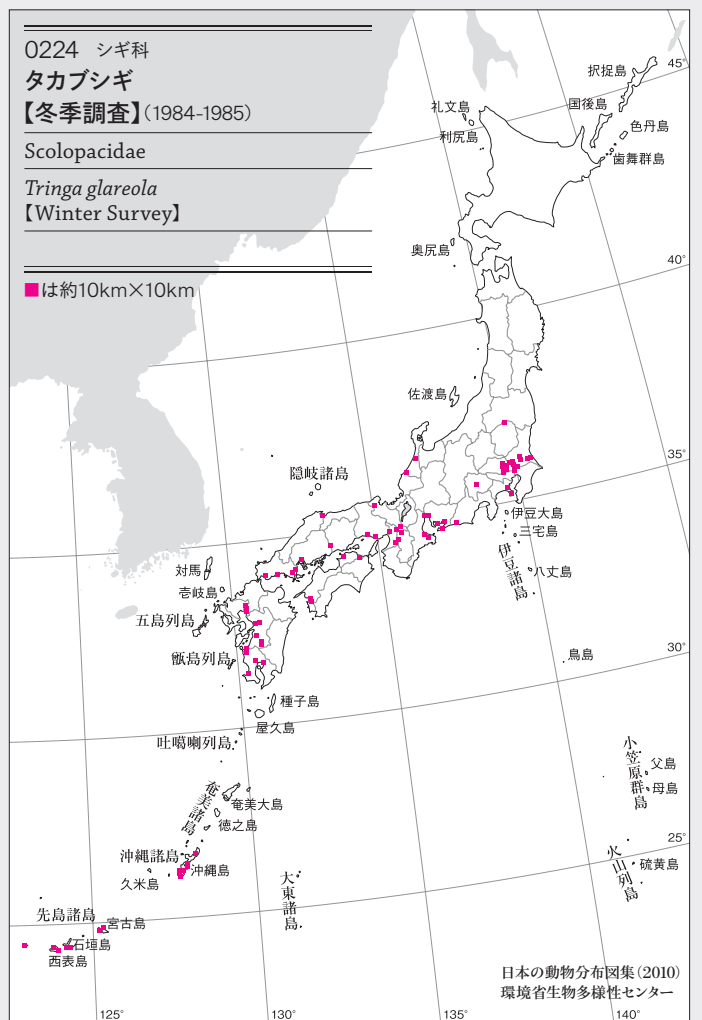 0224 シギ科
タカブシギ
【冬季調査】(1984-1985)
Scolopacidae
Tringa glareola
【Winter Survey】
■は約10km×10km
45°
択捉島
国後島
礼文島
色丹島
利尻島
歯舞群島
奥尻島
40°
佐渡島
35°
隠岐諸島
伊豆大島
三宅島
伊豆諸島
八丈島
対馬
壱岐島
五島列島
甑島列島
鳥島
30°
種子島
屋久島
吐噶喇列島
小笠原群島
父島
母島
奄美諸島
奄美大島
徳之島
25°
沖縄諸島
沖縄島
久米島
火山列島
硫黄島
大東諸島
先島諸島
宮古島
石垣島
西表島
日本の動物分布図集(2010)
環境省生物多様性センター
125°
130°
135°
140°